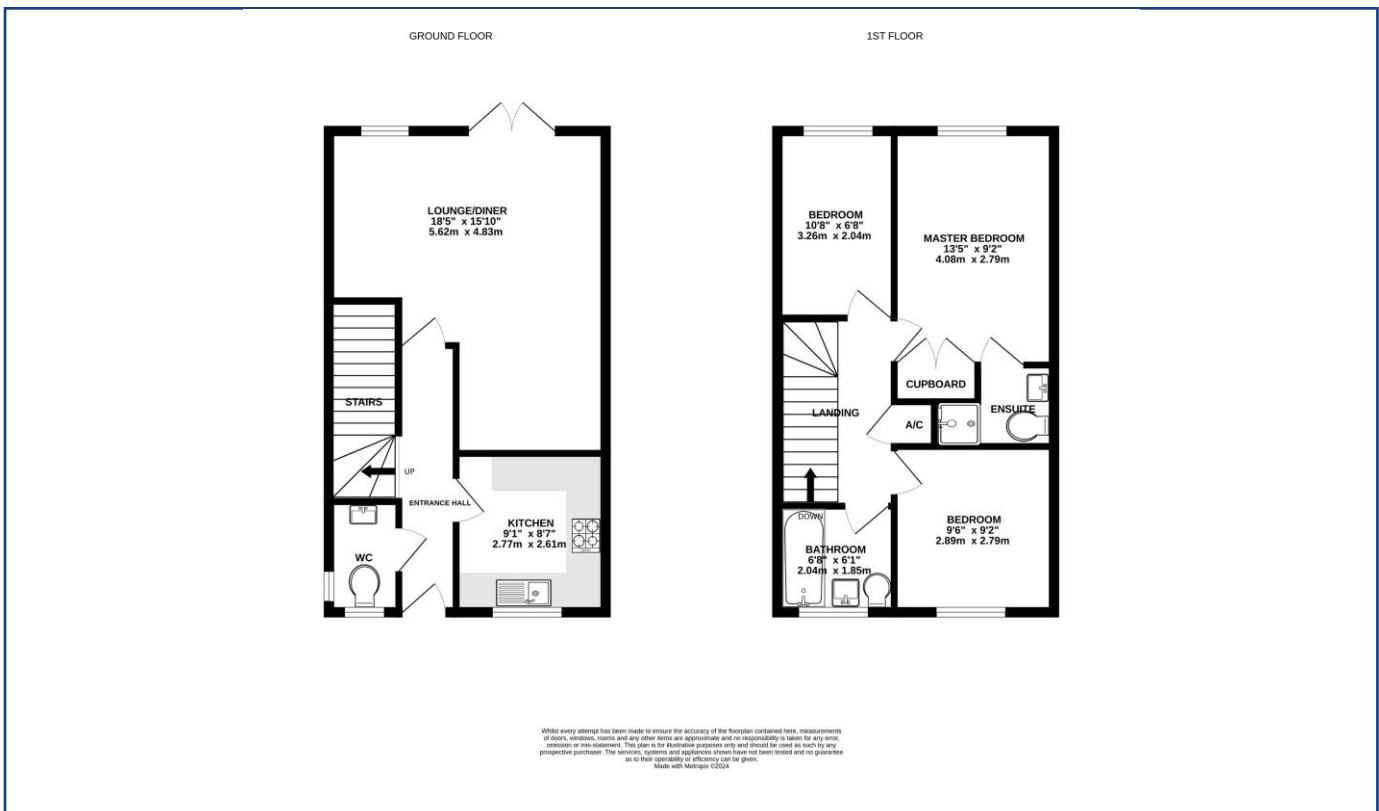 GROUND FLOOR
1ST FLOOR
LOUNGE/DINER
18'5" x 15'10"
5.62m x 4.83m
STAIRS
UP
ENTRANCE HALL
KITCHEN
9'1" x 8'7"
2.77m x 2.61m
WC
BEDROOM
10'8" x 6'8"
3.26m x 2.04m
MASTER BEDROOM
13'5" x 9'2"
4.08m x 2.79m
CUPBOARD
ENSUITE
LANDING
A/C
DOWN
BATHROOM
6'8" x 6'1"
2.04m x 1.85m
BEDROOM
9'6" x 9'2"
2.89m x 2.79m
Whilst every attempt has been made to ensure the accuracy of the floorplan contained here, measurements
of doors, windows, rooms and any other items are approximate and no responsibility is taken for any error,
omission or mis-statement. This plan is for illustrative purposes only and should be used as such by any
prospective purchaser. The services, systems and appliances shown have not been tested and no guarantee
as to their operability or efficiency can be given.
Made with Metropix ©2024